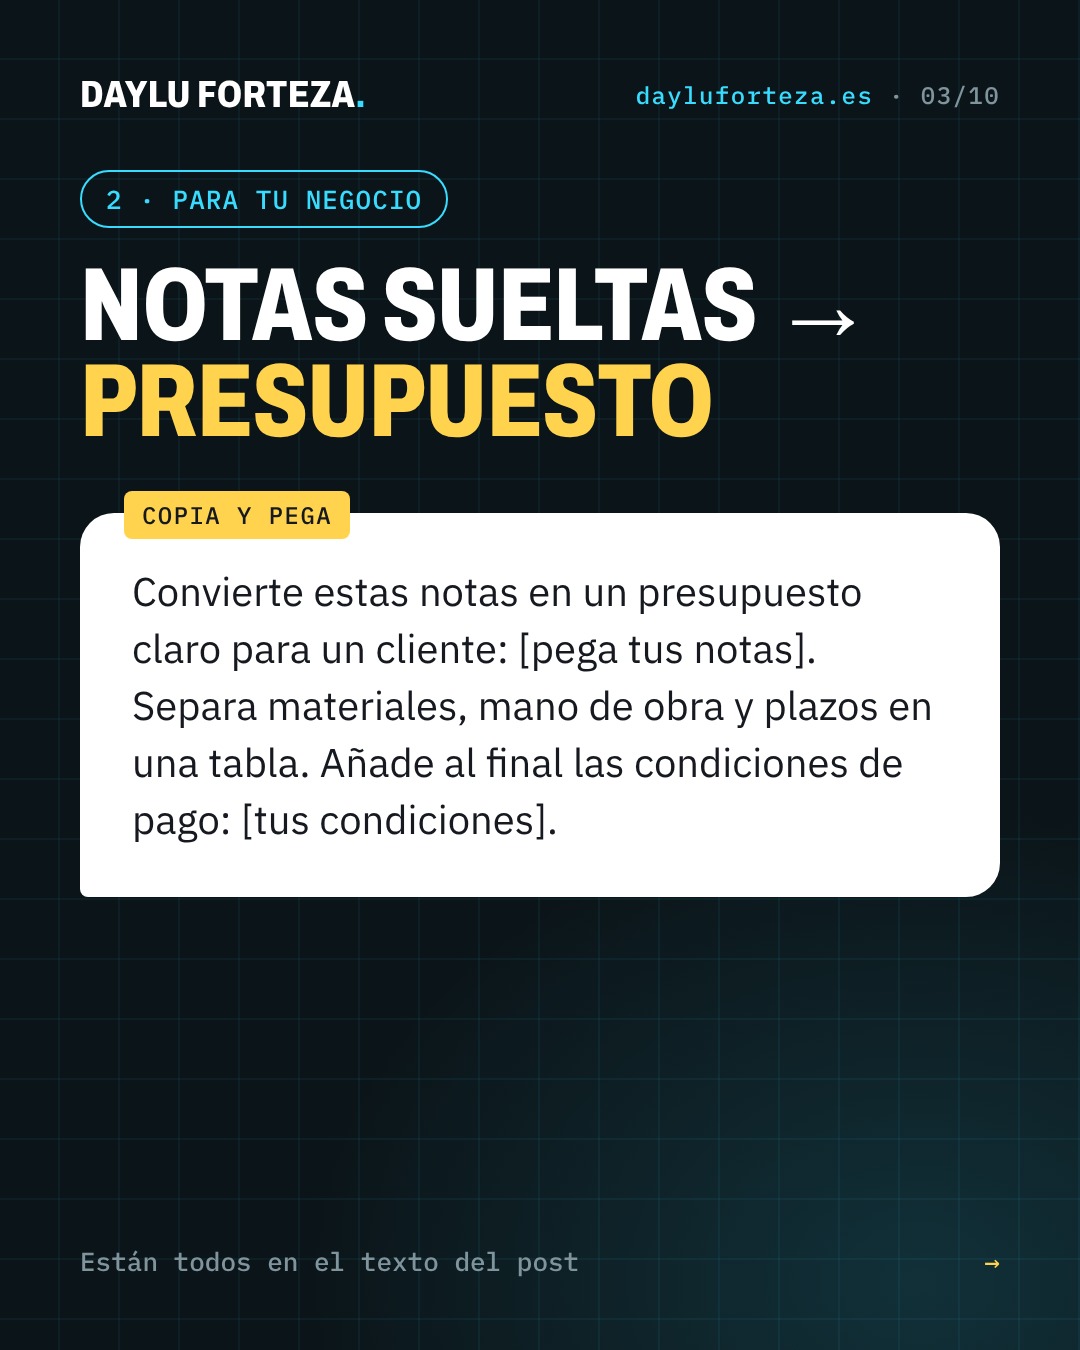 DAYLU FORTEZA.
dayluforteza.es · 03/10
2 · PARA TU NEGOCIO
NOTAS SUELTAS →
PRESUPUESTO
COPIA Y PEGA
Convierte estas notas en un presupuesto
claro para un cliente: [pega tus notas].
Separa materiales, mano de obra y plazos en
una tabla. Añade al final las condiciones de
pago: [tus condiciones].
Están todos en el texto del post →